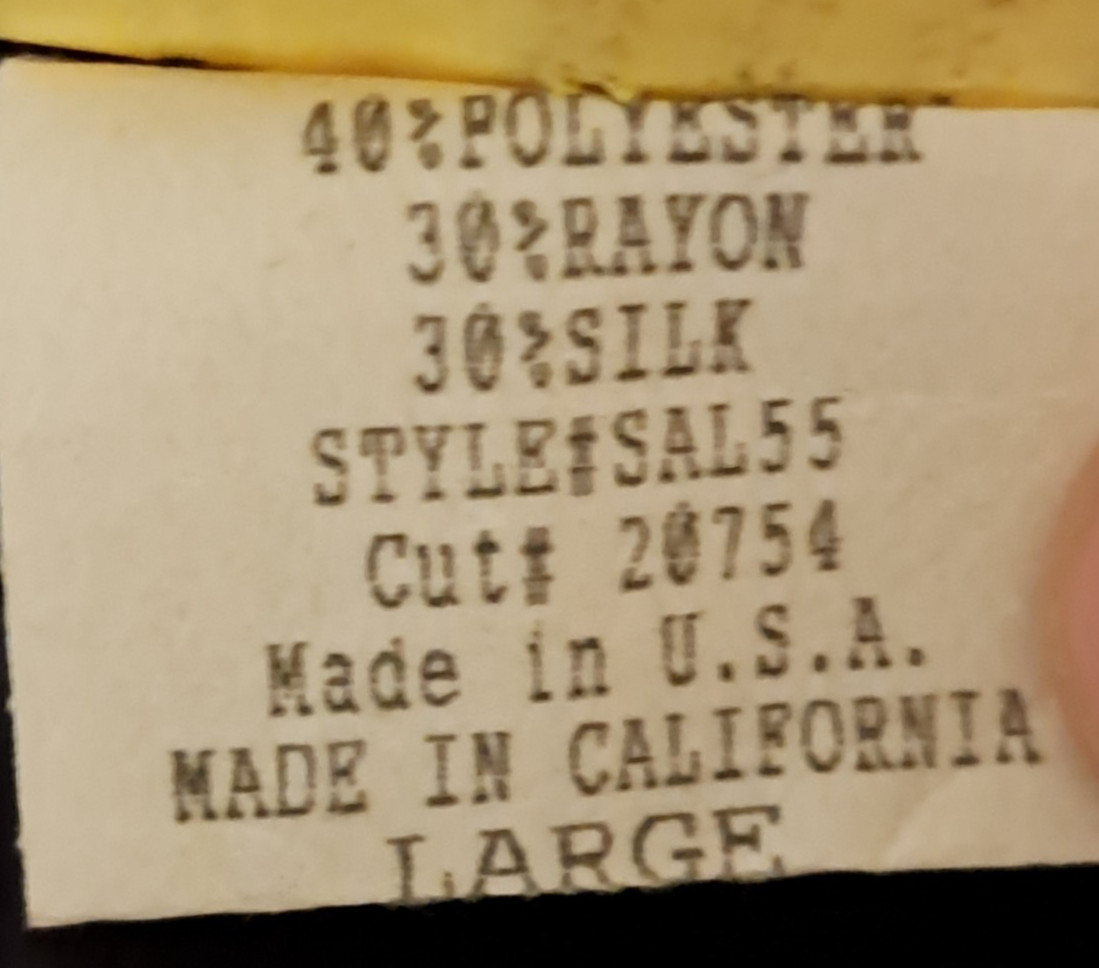 40%POLYESTER
30%RAYON
30%SILK
STYLE#SAL55
Cut# 20754
Made in U.S.A.
MADE IN CALIFORNIA
LARGE